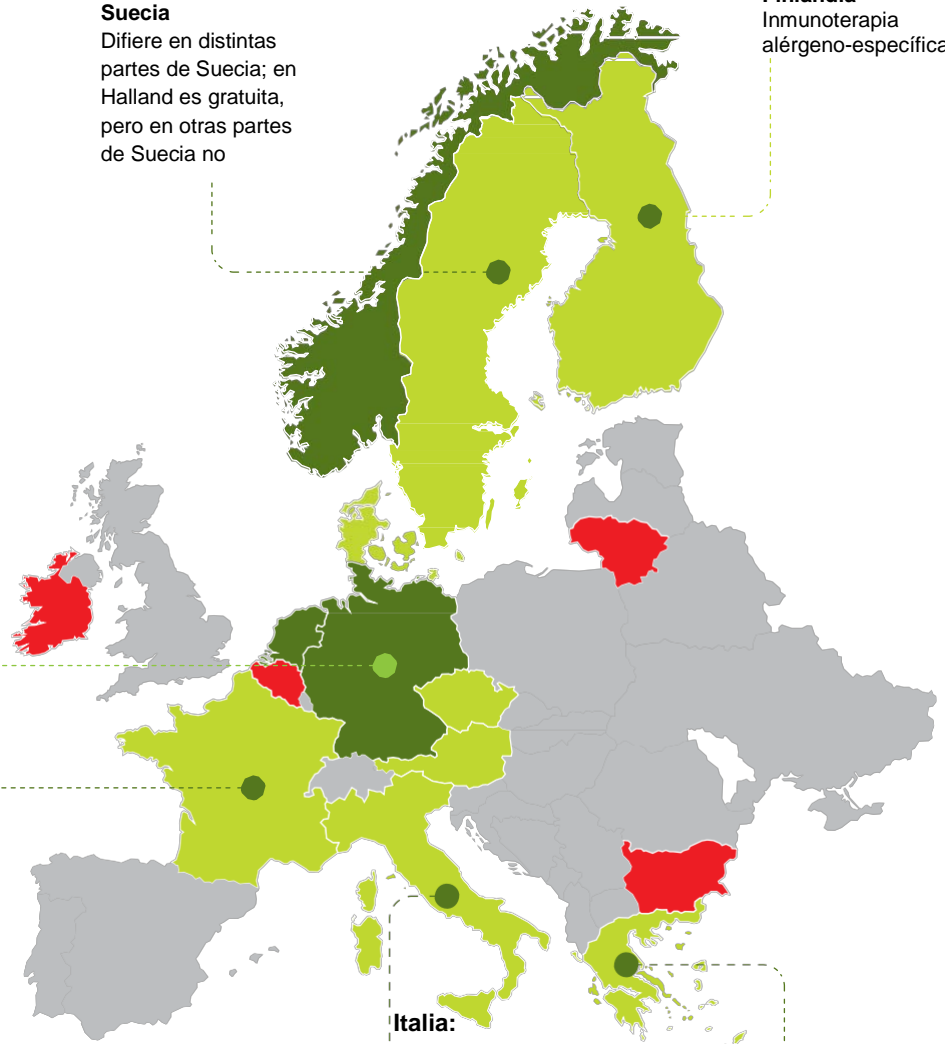 Suecia
Difiere en distintas
partes de Suecia; en
Halland es gratuita,
pero en otras partes
de Suecia no
Finlandia
Inmunoterapia
alérgeno-específica
Italia: